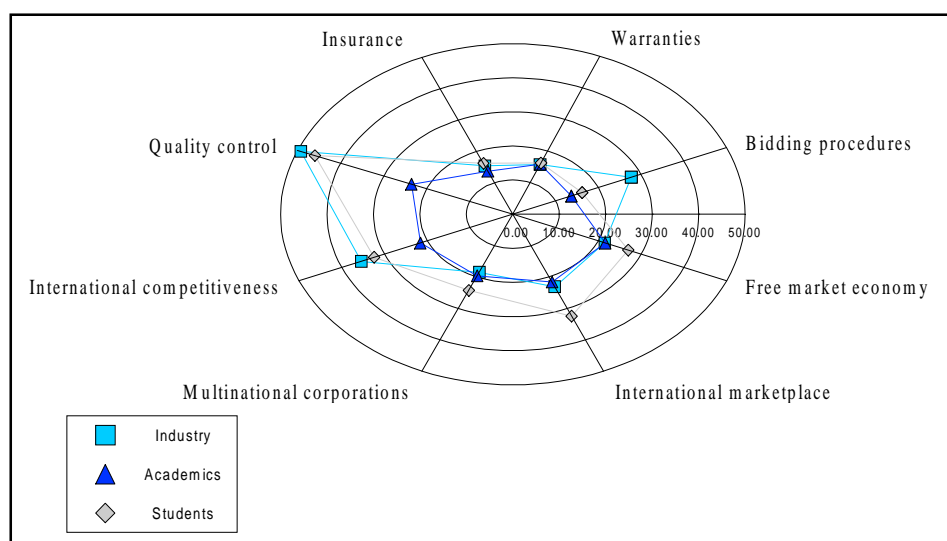 Insurance
Warranties
Quality control
Bidding procedures
0.00 10.00 20.00 30.00 40.00 50.00
International competitiveness
Free market economy
Multinational corporations
International marketplace
Industry
Academics
Students